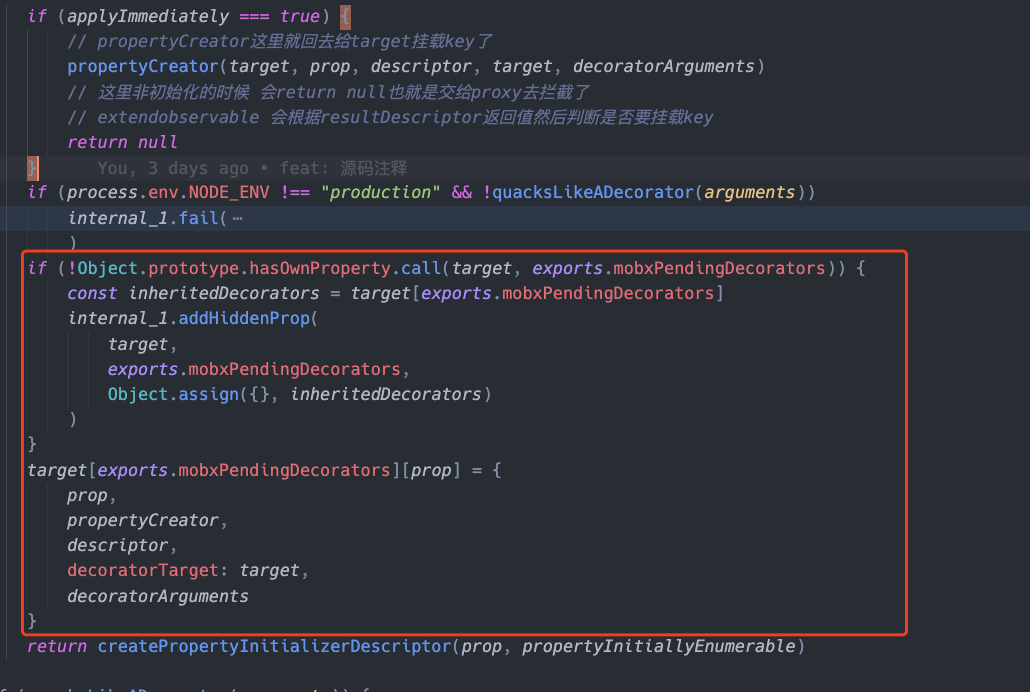 if (applyImmediately === true) {
// propertyCreator这里就回去给target挂载key了
propertyCreator(target, prop, descriptor, target, decoratorArguments)
// 这里非初始化的时候 会return null也就是交给proxy去拦截了
// extendobservable 会根据resultDescriptor返回值然后判断是否要挂载key
return null
} You, 3 days ago • feat: 源码注释
if (process.env.NODE_ENV !== "production" && !quacksLikeADecorator(arguments))
internal_1.fail(⋯
)
if (!Object.prototype.hasOwnProperty.call(target, exports.mobxPendingDecorators)) {
const inheritedDecorators = target[exports.mobxPendingDecorators]
internal_1.addHiddenProp(
target,
exports.mobxPendingDecorators,
Object.assign({}, inheritedDecorators)
)
}
target[exports.mobxPendingDecorators][prop] = {
prop,
propertyCreator,
descriptor,
decoratorTarget: target,
decoratorArguments
}
return createPropertyInitializerDescriptor(prop, propertyInitiallyEnumerable)